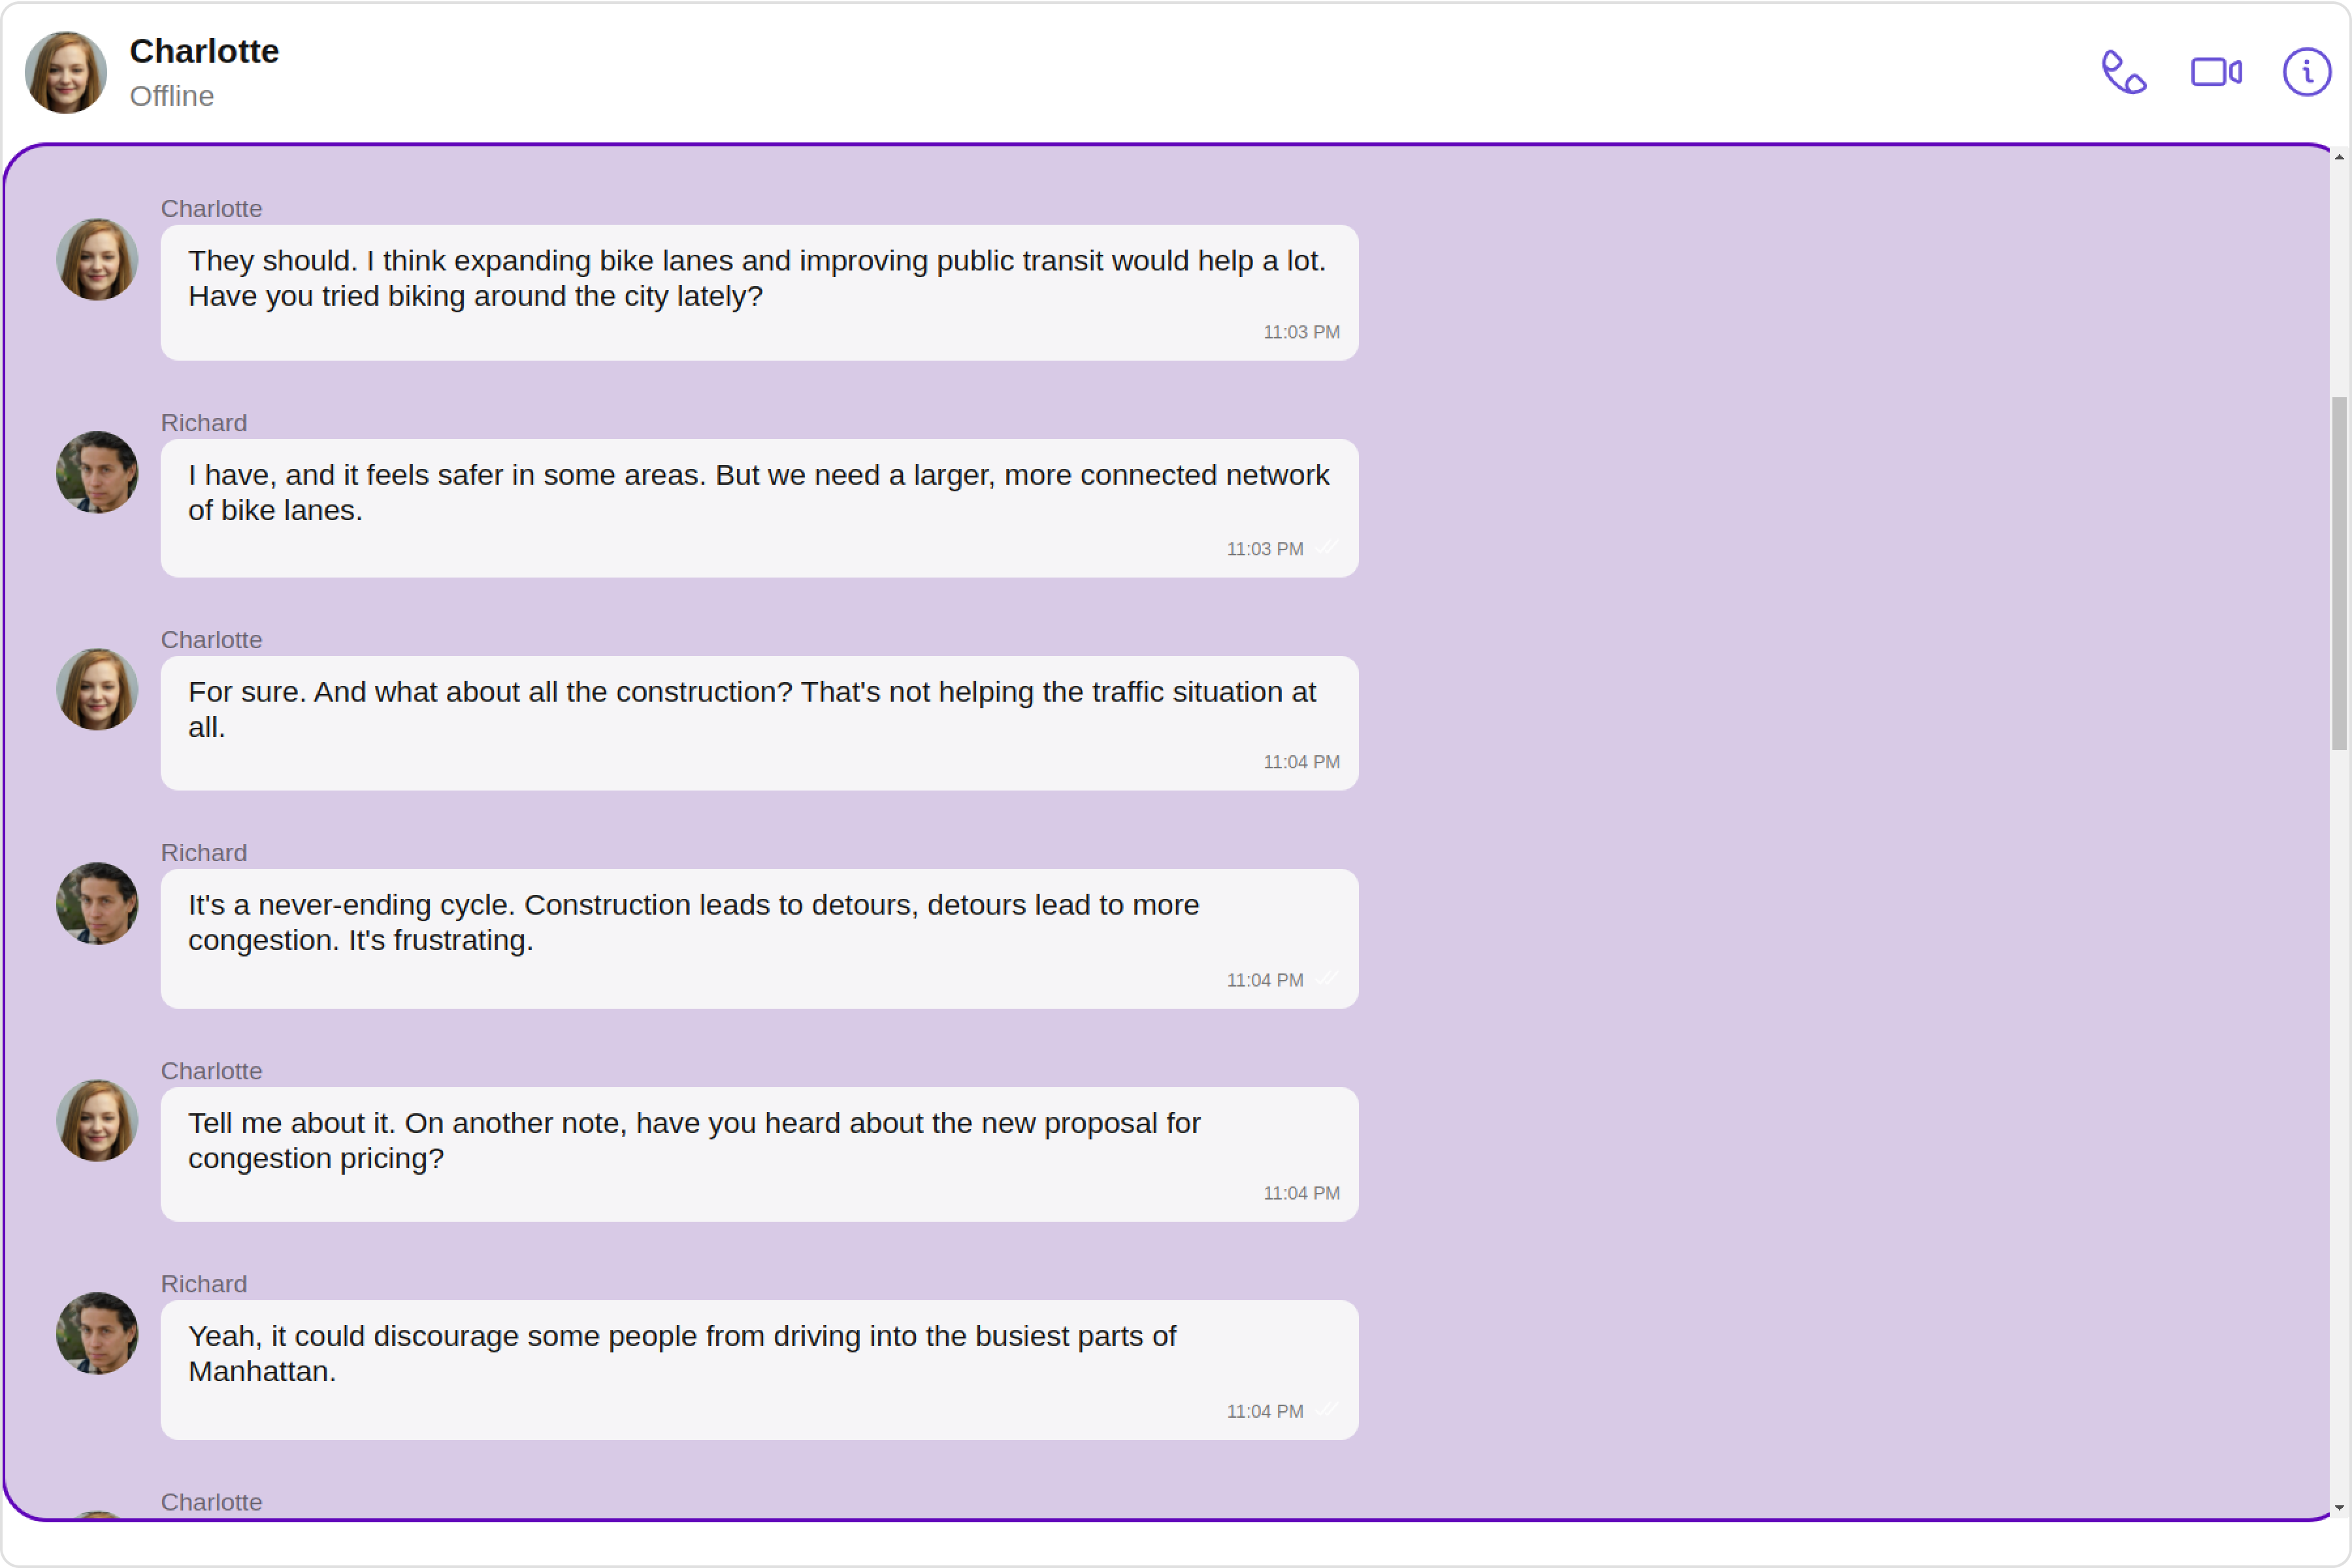 Charlotte
Offline
Charlotte
They should. I think expanding bike lanes and improving public transit would help a lot.
Have you tried biking around the city lately?
11:03 PM
Richard
I have, and it feels safer in some areas. But we need a larger, more connected network
of bike lanes.
11:03 PM
Charlotte
For sure. And what about all the construction? That's not helping the traffic situation at
all.
11:04 PM
Richard
It's a never-ending cycle. Construction leads to detours, detours lead to more
congestion. It's frustrating.
11:04 PM
Charlotte
Tell me about it. On another note, have you heard about the new proposal for
congestion pricing?
11:04 PM
Richard
Yeah, it could discourage some people from driving into the busiest parts of
Manhattan.
11:04 PM
Charlotte